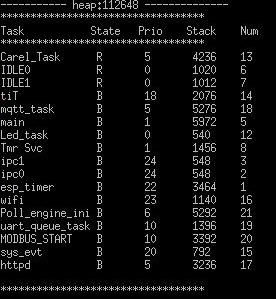 ------------ heap:112648 ---------------
*********************************
Task State Prio Stack Num
*********************************
Carel_Task R 5 4236 13
IDLE0 R 0 1020 6
IDLE1 R 0 1012 7
tiT B 18 2076 14
mqtt_task B 5 5276 18
main B 1 5972 5
Led_task B 0 540 12
Tmr Svc B 1 1456 8
ipc1 B 24 548 3
ipc0 B 24 548 2
esp_timer B 22 3464 1
wifi B 23 1140 16
Poll_engine_ini B 6 5292 21
uart_queue_task B 10 1396 19
MODBUS_START B 10 3392 20
sys_evt B 20 792 15
httpd B 5 3236 17
*********************************